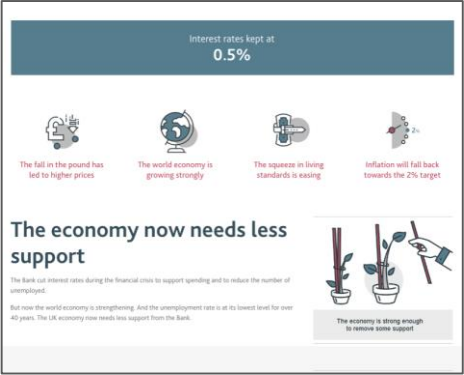 Interest rates kept at
0.5%
2%
The fall in the pound has
led to higher prices
The world economy is
growing strongly
The squeeze in living
standards is easing
Inflation will fall back
towards the 2% target
The economy now needs less
support
The Bank cut interest rates during the financial crisis to support spending and to reduce the number of
unemployed.
But now the world economy is strengthening. And the unemployment rate is at its lowest level for over
40 years. The UK economy now needs less support from the Bank.
The economy is strong enough
to remove some support